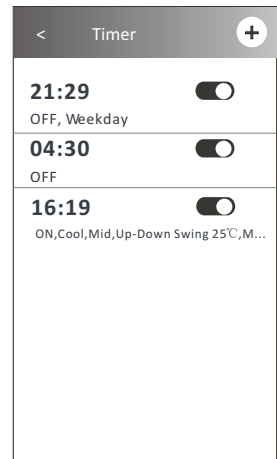 < Timer +
21:29
OFF, Weekday
04:30
OFF
16:19
ON,Cool,Mid,Up-Down Swing 25℃,M...